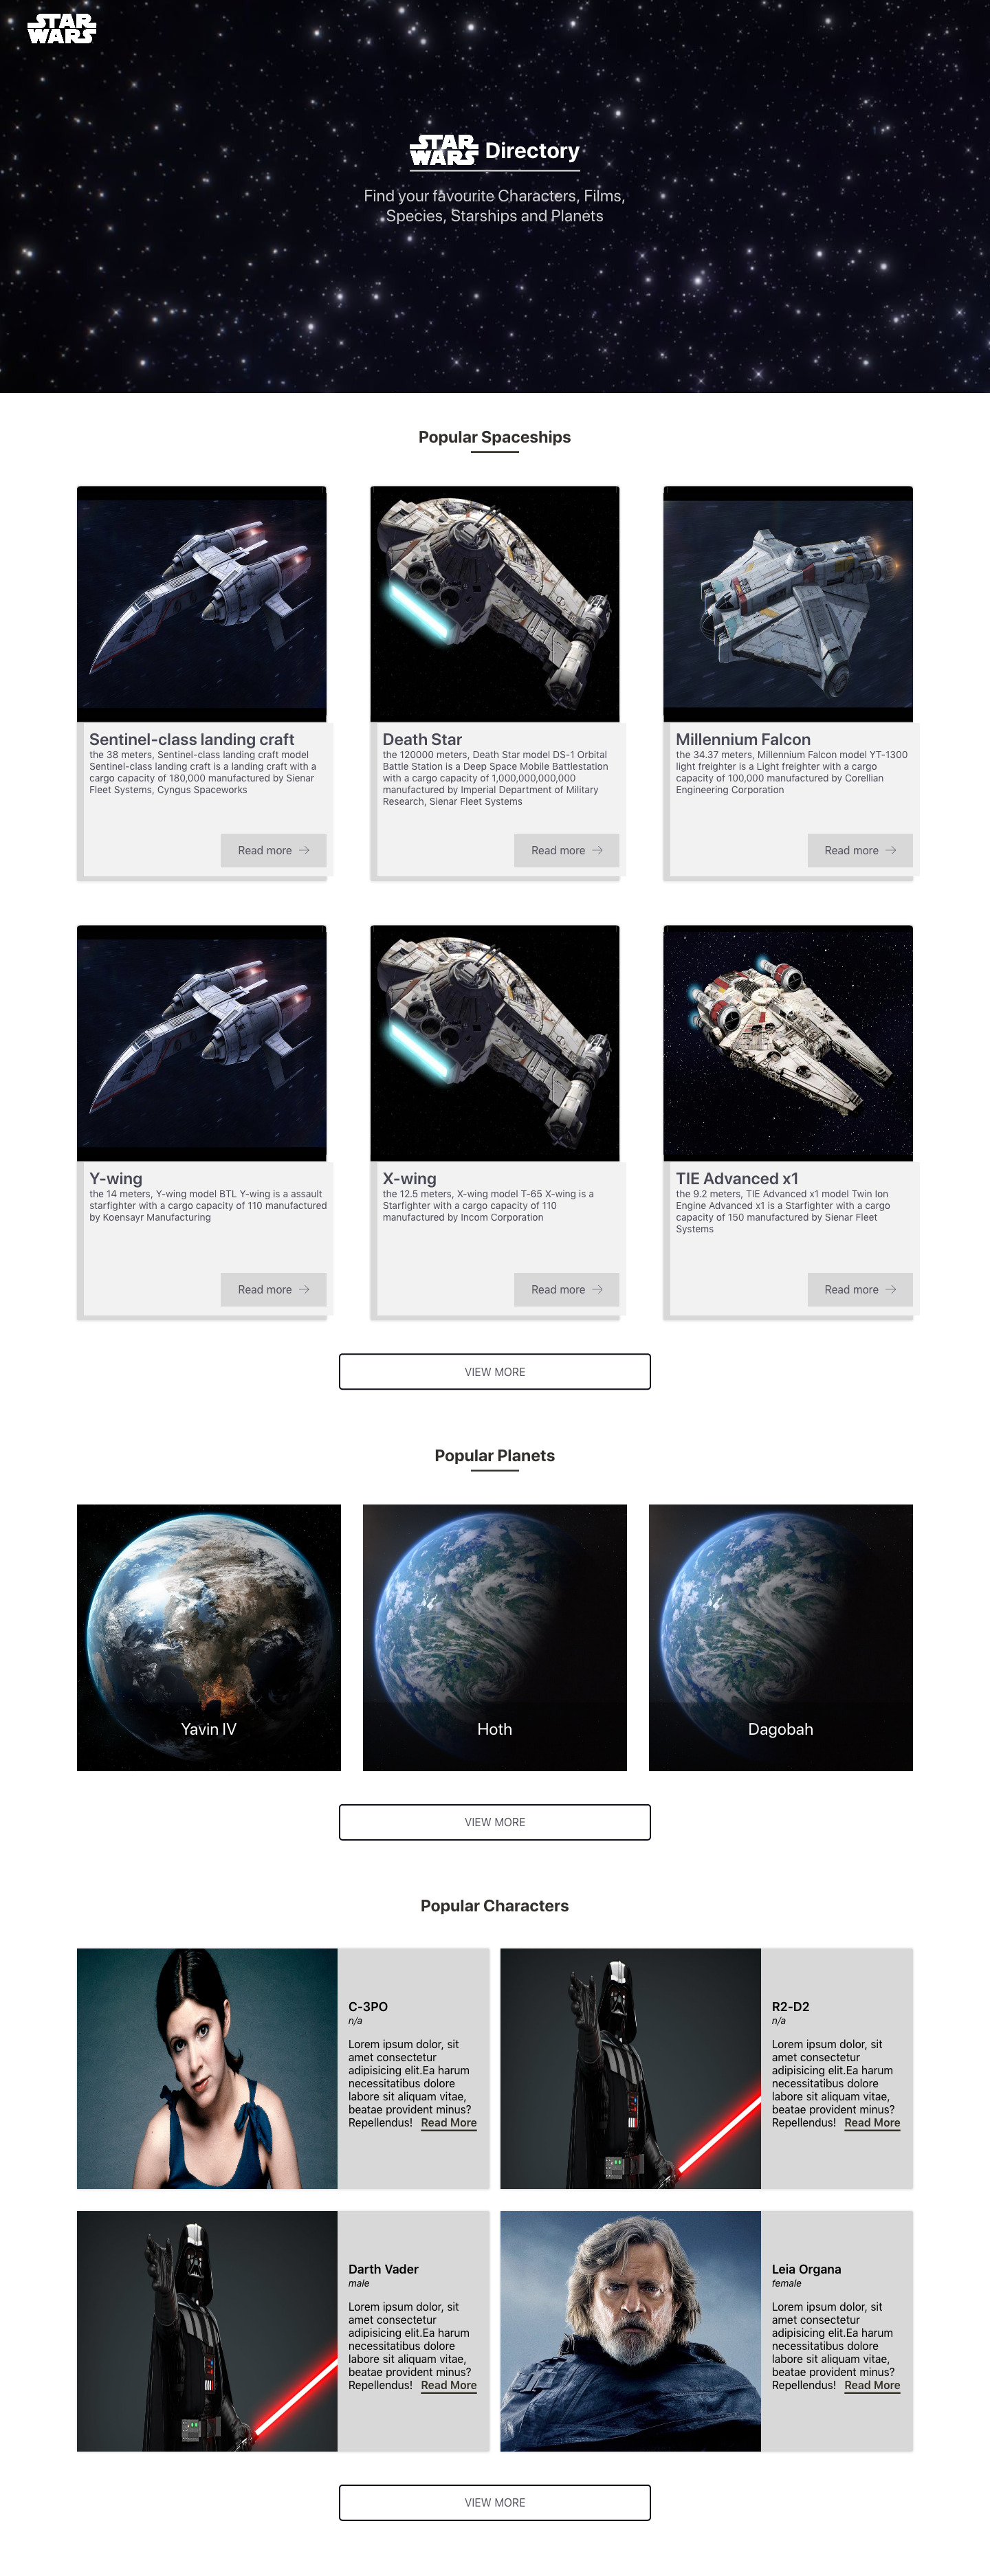 STAR
WARS
STAR
WARS Directory
Find your favourite Characters, Films,
Species, Starships and Planets
Popular Spaceships
Sentinel-class landing craft
the 38 meters, Sentinel-class landing craft model
Sentinel-class landing craft is a landing craft with a
cargo capacity of 180,000 manufactured by Sienar
Fleet Systems, Cyngus Spaceworks
Read more
Death Star
the 120000 meters, Death Star model DS-1 Orbital
Battle Station is a Deep Space Mobile Battlestation
with a cargo capacity of 1,000,000,000,000
manufactured by Imperial Department of Military
Research, Sienar Fleet Systems
Read more
Millennium Falcon
the 34.37 meters, Millennium Falcon model YT-1300
light freighter is a Light freighter with a cargo
capacity of 100,000 manufactured by Corellian
Engineering Corporation
Read more
Y-wing
the 14 meters, Y-wing model BTL Y-wing is a assault
starfighter with a cargo capacity of 110 manufactured
by Koensayr Manufacturing
Read more
X-wing
the 12.5 meters, X-wing model T-65 X-wing is a
Starfighter with a cargo capacity of 110
manufactured by Incom Corporation
Read more
TIE Advanced x1
the 9.2 meters, TIE Advanced x1 model Twin Ion
Engine Advanced x1 is a Starfighter with a cargo
capacity of 150 manufactured by Sienar Fleet
Systems
Read more
VIEW MORE
Popular Planets
Yavin IV
Hoth
Dagobah
VIEW MORE
Popular Characters
C-3PO
n/a
Lorem ipsum dolor, sit
amet consectetur
adipisicing elit.Ea harum
necessitatibus dolore
labore sit aliquam vitae,
beatae provident minus?
Repellendus! Read More
R2-D2
n/a
Lorem ipsum dolor, sit
amet consectetur
adipisicing elit.Ea harum
necessitatibus dolore
labore sit aliquam vitae,
beatae provident minus?
Repellendus! Read More
Darth Vader
male
Lorem ipsum dolor, sit
amet consectetur
adipisicing elit.Ea harum
necessitatibus dolore
labore sit aliquam vitae,
beatae provident minus?
Repellendus! Read More
Leia Organa
female
Lorem ipsum dolor, sit
amet consectetur
adipisicing elit.Ea harum
necessitatibus dolore
labore sit aliquam vitae,
beatae provident minus?
Repellendus! Read More
VIEW MORE